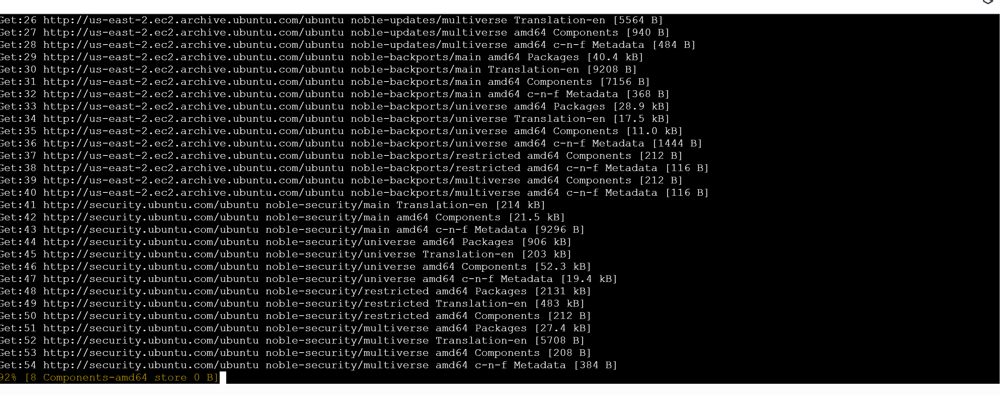 Get:26 http://us-east-2.ec2.archive.ubuntu.com/ubuntu noble-updates/multiverse Translation-en [5564 B]
Get:27 http://us-east-2.ec2.archive.ubuntu.com/ubuntu noble-updates/multiverse amd64 Components [940 B]
Get:28 http://us-east-2.ec2.archive.ubuntu.com/ubuntu noble-updates/multiverse amd64 c-n-f Metadata [484 B]
Get:29 http://us-east-2.ec2.archive.ubuntu.com/ubuntu noble-backports/main amd64 Packages [40.4 kB]
Get:30 http://us-east-2.ec2.archive.ubuntu.com/ubuntu noble-backports/main Translation-en [9208 B]
Get:31 http://us-east-2.ec2.archive.ubuntu.com/ubuntu noble-backports/main amd64 Components [7156 B]
Get:32 http://us-east-2.ec2.archive.ubuntu.com/ubuntu noble-backports/main amd64 c-n-f Metadata [368 B]
Get:33 http://us-east-2.ec2.archive.ubuntu.com/ubuntu noble-backports/universe amd64 Packages [28.9 kB]
Get:34 http://us-east-2.ec2.archive.ubuntu.com/ubuntu noble-backports/universe Translation-en [17.5 kB]
Get:35 http://us-east-2.ec2.archive.ubuntu.com/ubuntu noble-backports/universe amd64 Components [11.0 kB]
Get:36 http://us-east-2.ec2.archive.ubuntu.com/ubuntu noble-backports/universe amd64 c-n-f Metadata [1444 B]
Get:37 http://us-east-2.ec2.archive.ubuntu.com/ubuntu noble-backports/restricted amd64 Components [212 B]
Get:38 http://us-east-2.ec2.archive.ubuntu.com/ubuntu noble-backports/restricted amd64 c-n-f Metadata [116 B]
Get:39 http://us-east-2.ec2.archive.ubuntu.com/ubuntu noble-backports/multiverse amd64 Components [212 B]
Get:40 http://us-east-2.ec2.archive.ubuntu.com/ubuntu noble-backports/multiverse amd64 c-n-f Metadata [116 B]
Get:41 http://security.ubuntu.com/ubuntu noble-security/main Translation-en [214 kB]
Get:42 http://security.ubuntu.com/ubuntu noble-security/main amd64 Components [21.5 kB]
Get:43 http://security.ubuntu.com/ubuntu noble-security/main amd64 c-n-f Metadata [9296 B]
Get:44 http://security.ubuntu.com/ubuntu noble-security/universe amd64 Packages [906 kB]
Get:45 http://security.ubuntu.com/ubuntu noble-security/universe Translation-en [203 kB]
Get:46 http://security.ubuntu.com/ubuntu noble-security/universe amd64 Components [52.3 kB]
Get:47 http://security.ubuntu.com/ubuntu noble-security/universe amd64 c-n-f Metadata [19.4 kB]
Get:48 http://security.ubuntu.com/ubuntu noble-security/restricted amd64 Packages [2131 kB]
Get:49 http://security.ubuntu.com/ubuntu noble-security/restricted Translation-en [483 kB]
Get:50 http://security.ubuntu.com/ubuntu noble-security/restricted amd64 Components [212 B]
Get:51 http://security.ubuntu.com/ubuntu noble-security/multiverse amd64 Packages [27.4 kB]
Get:52 http://security.ubuntu.com/ubuntu noble-security/multiverse Translation-en [5708 B]
Get:53 http://security.ubuntu.com/ubuntu noble-security/multiverse amd64 Components [208 B]
Get:54 http://security.ubuntu.com/ubuntu noble-security/multiverse amd64 c-n-f Metadata [384 B]
92% [8 Components-amd64 store 0 B]